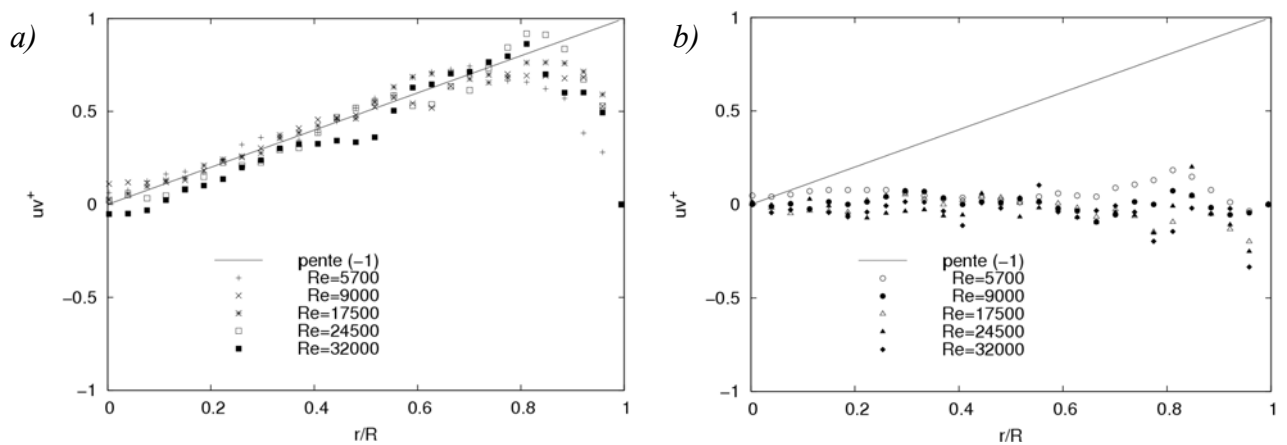 a)
1
0.5
0
−0.5
−1
uv+
pente (−1)
Re=5700
Re=9000
Re=17500
Re=24500
Re=32000
0 0.2 0.4 0.6 0.8 1
r/R
b)
1
0.5
0
−0.5
−1
uv+
pente (−1)
Re=5700
Re=9000
Re=17500
Re=24500
Re=32000
0 0.2 0.4 0.6 0.8 1
r/R